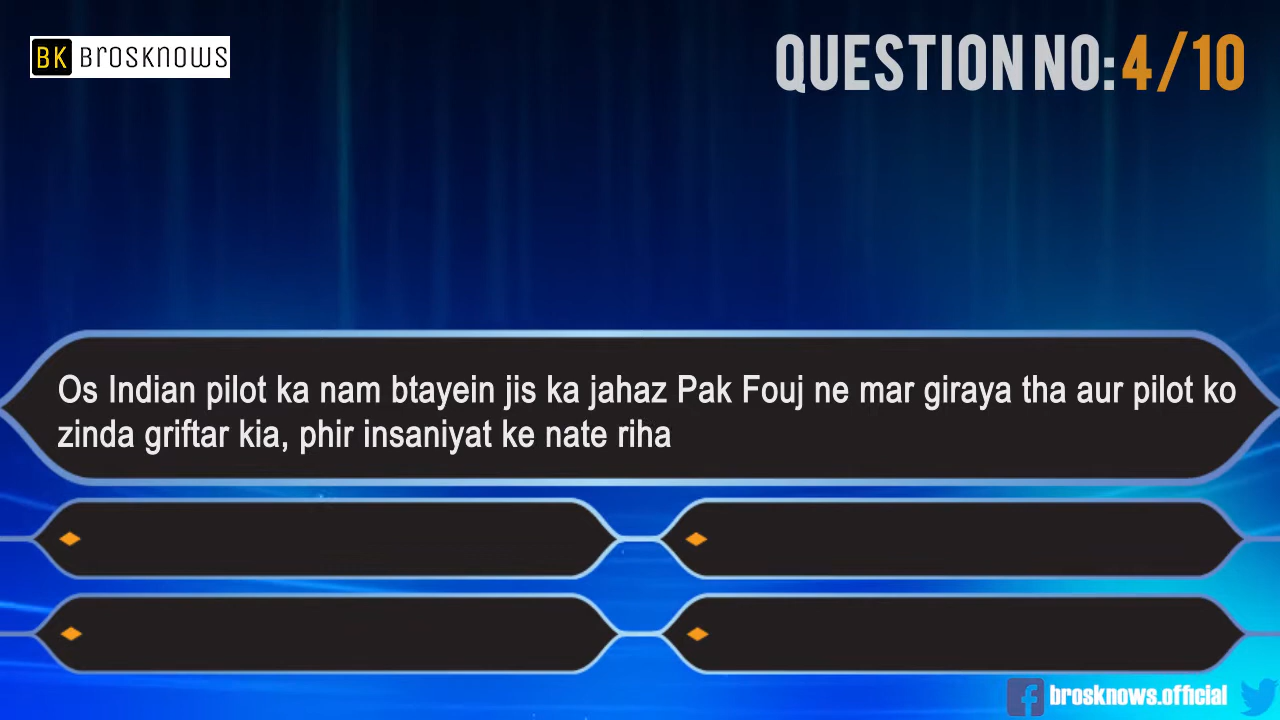 BK BrosKnows
QUESTION NO: 4/10
Os Indian pilot ka nam btayein jis ka jahaz Pak Fouj ne mar giraya tha aur pilot ko
zinda griftar kia, phir insaniyat ke nate riha
brosknows.official